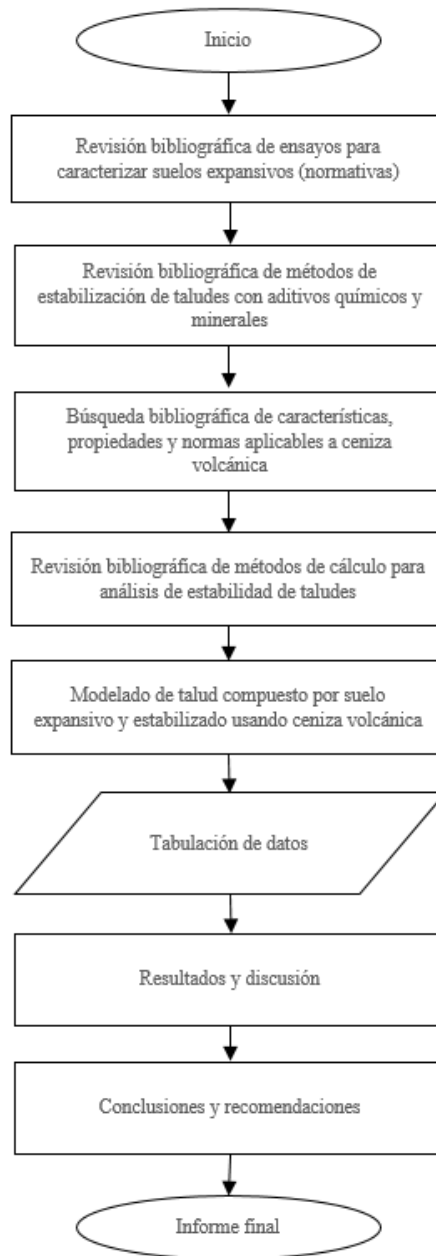 Inicio
Revisión bibliográfica de ensayos para
caracterizar suelos expansivos (normativas)
Revisión bibliográfica de métodos de
estabilización de taludes con aditivos químicos y
minerales
Búsqueda bibliográfica de características,
propiedades y normas aplicables a ceniza
volcánica
Revisión bibliográfica de métodos de cálculo para
análisis de estabilidad de taludes
Modelado de talud compuesto por suelo
expansivo y estabilizado usando ceniza volcánica
Tabulación de datos
Resultados y discusión
Conclusiones y recomendaciones
Informe final